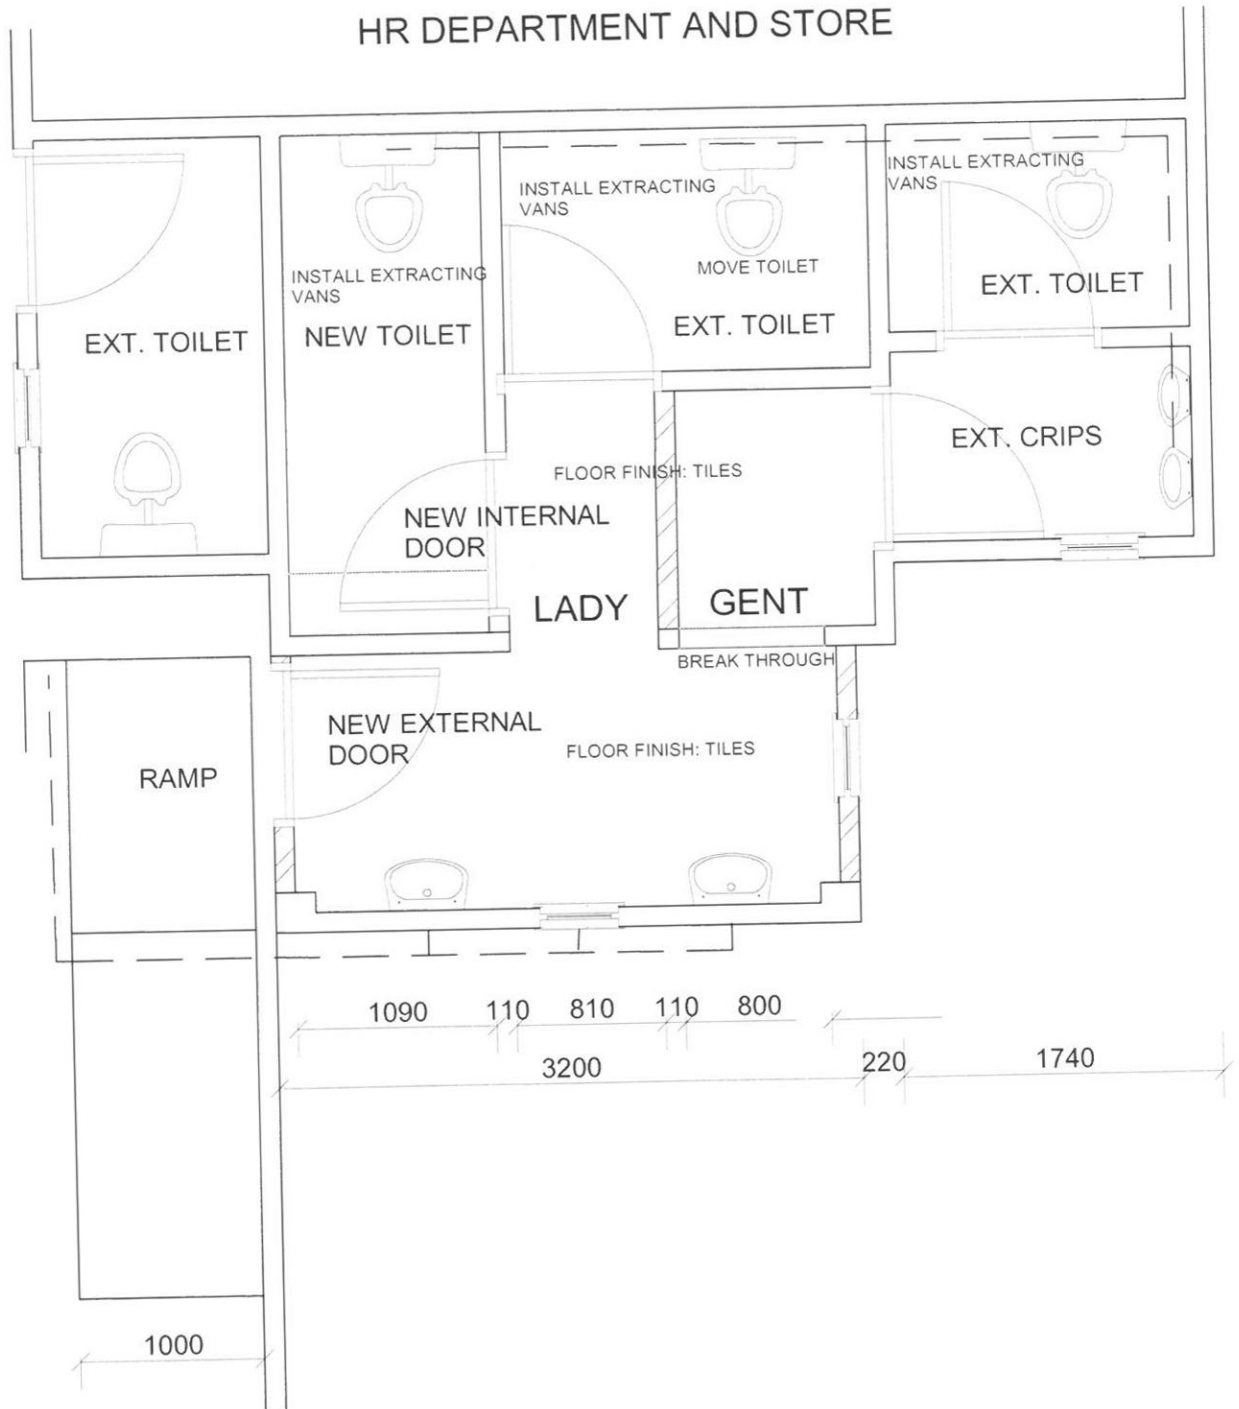 HR DEPARTMENT AND STORE
INSTALL EXTRACTING
VANS
INSTALL EXTRACTING
VANS
INSTALL EXTRACTING
VANS
MOVE TOILET
EXT. TOILET
NEW TOILET
EXT. TOILET
EXT. TOILET
EXT. CRIPS
FLOOR FINISH: TILES
NEW INTERNAL
DOOR
LADY
GENT
BREAK THROUGH
NEW EXTERNAL
DOOR
FLOOR FINISH: TILES
RAMP
1090
110
810
110
800
3200
220
1740
1000